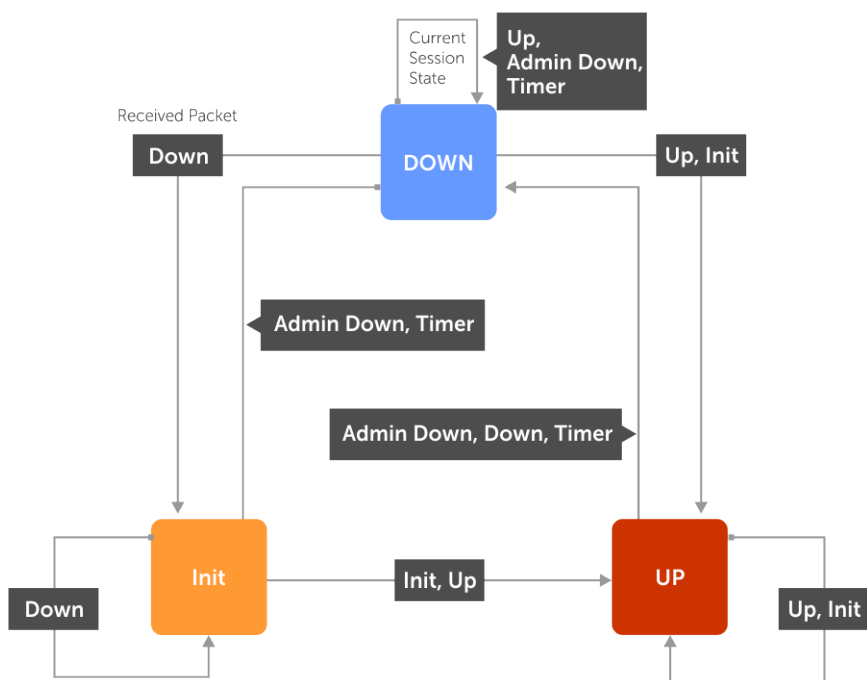 Current
Session
State
Up,
Admin Down,
Timer
Received Packet
Down
DOWN
Up, Init
Admin Down, Timer
Admin Down, Down, Timer
Init
Init, Up
UP
Down
Up, Init